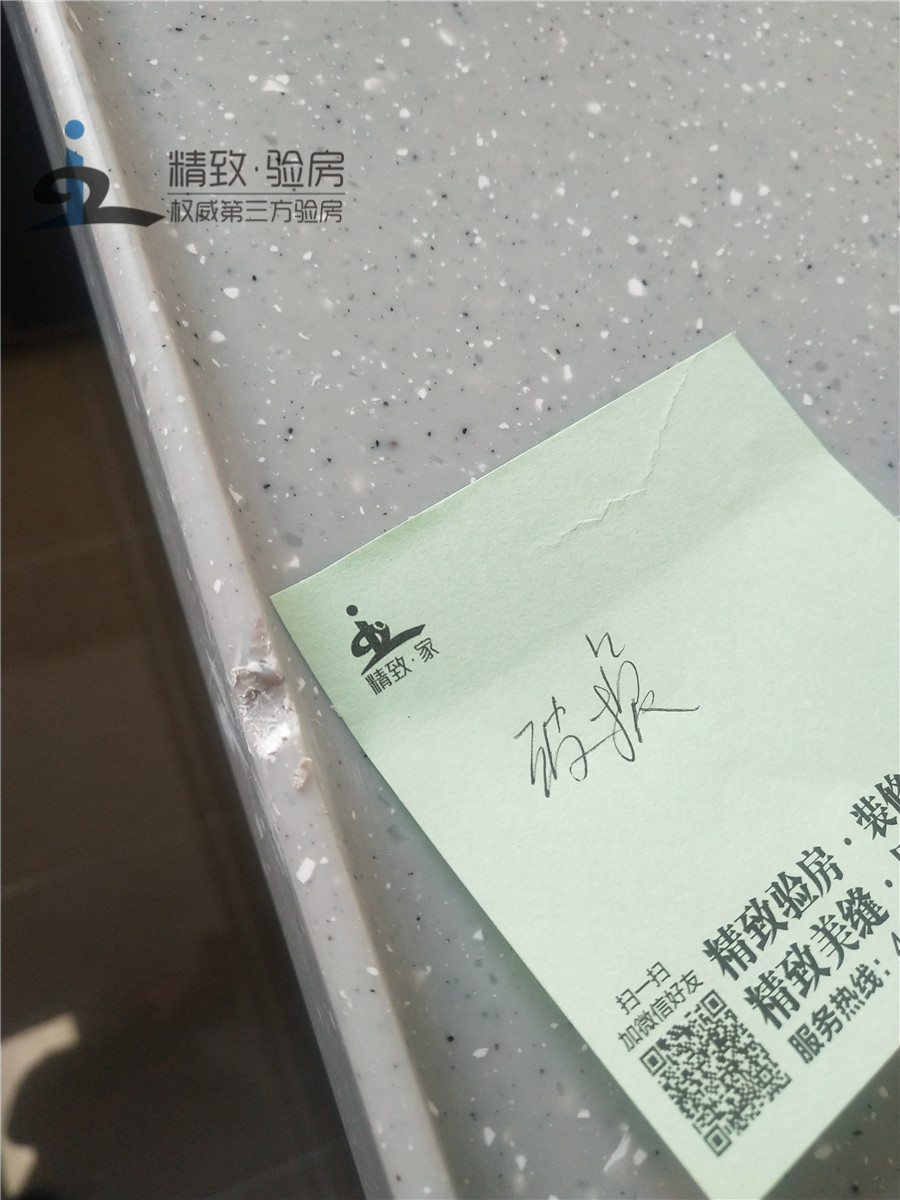 精致·验房
权威第三方验房
精致·家
破损
精致验房·装修
精致美缝·
服务热线：4
扫一扫
加微信好友